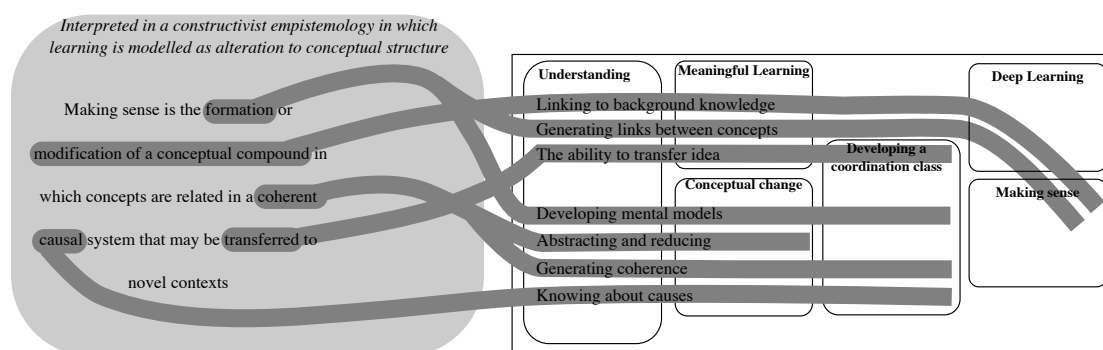 Interpreted in a constructivist empistemology in which
learning is modelled as alteration to conceptual structure
Making sense is the formation or
modification of a conceptual compound in
which concepts are related in a coherent
causal system that may be transferred to
novel contexts
Understanding
Meaningful Learning
Deep Learning
Linking to background knowledge
Generating links between concepts
The ability to transfer idea
Developing a
coordination class
Conceptual change
Making sense
Developing mental models
Abstracting and reducing
Generating coherence
Knowing about causes